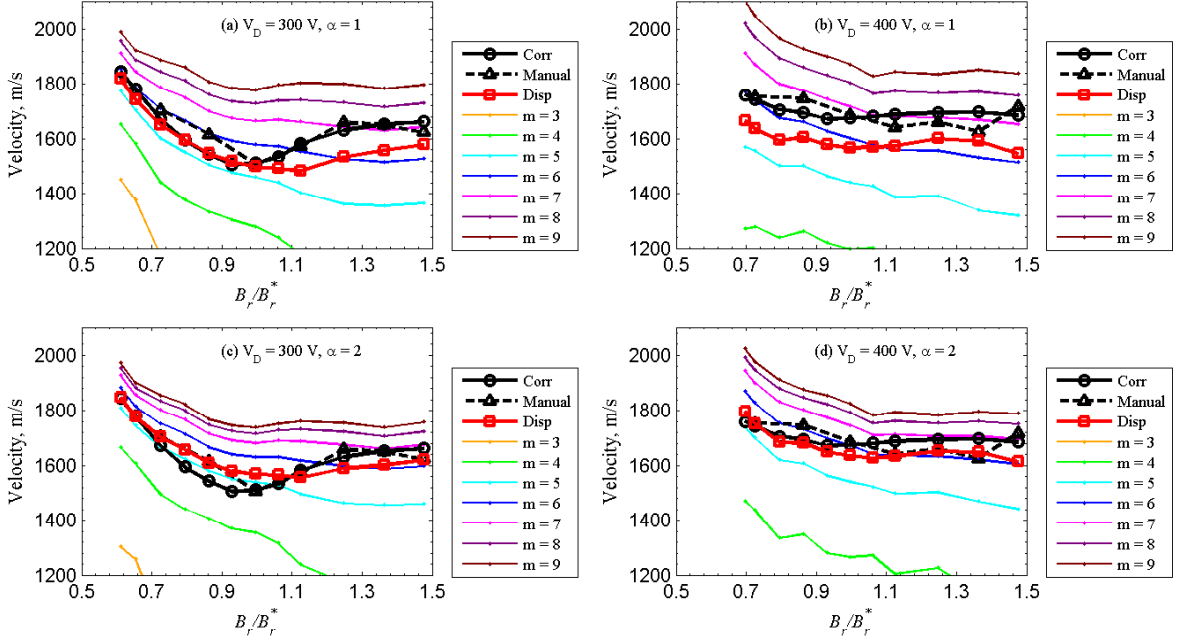 (a) V_D = 300 V, α = 1
2000
1800
1600
1400
1200
Velocity, m/s
0.5 0.7 0.9 1.1 1.3 1.5
B_r/B_r^*
Corr
Manual
Disp
m = 3
m = 4
m = 5
m = 6
m = 7
m = 8
m = 9
(b) V_D = 400 V, α = 1
2000
1800
1600
1400
1200
Velocity, m/s
0.5 0.7 0.9 1.1 1.3 1.5
B_r/B_r^*
Corr
Manual
Disp
m = 3
m = 4
m = 5
m = 6
m = 7
m = 8
m = 9
(c) V_D = 300 V, α = 2
2000
1800
1600
1400
1200
Velocity, m/s
0.5 0.7 0.9 1.1 1.3 1.5
B_r/B_r^*
Corr
Manual
Disp
m = 3
m = 4
m = 5
m = 6
m = 7
m = 8
m = 9
(d) V_D = 400 V, α = 2
2000
1800
1600
1400
1200
Velocity, m/s
0.5 0.7 0.9 1.1 1.3 1.5
B_r/B_r^*
Corr
Manual
Disp
m = 3
m = 4
m = 5
m = 6
m = 7
m = 8
m = 9